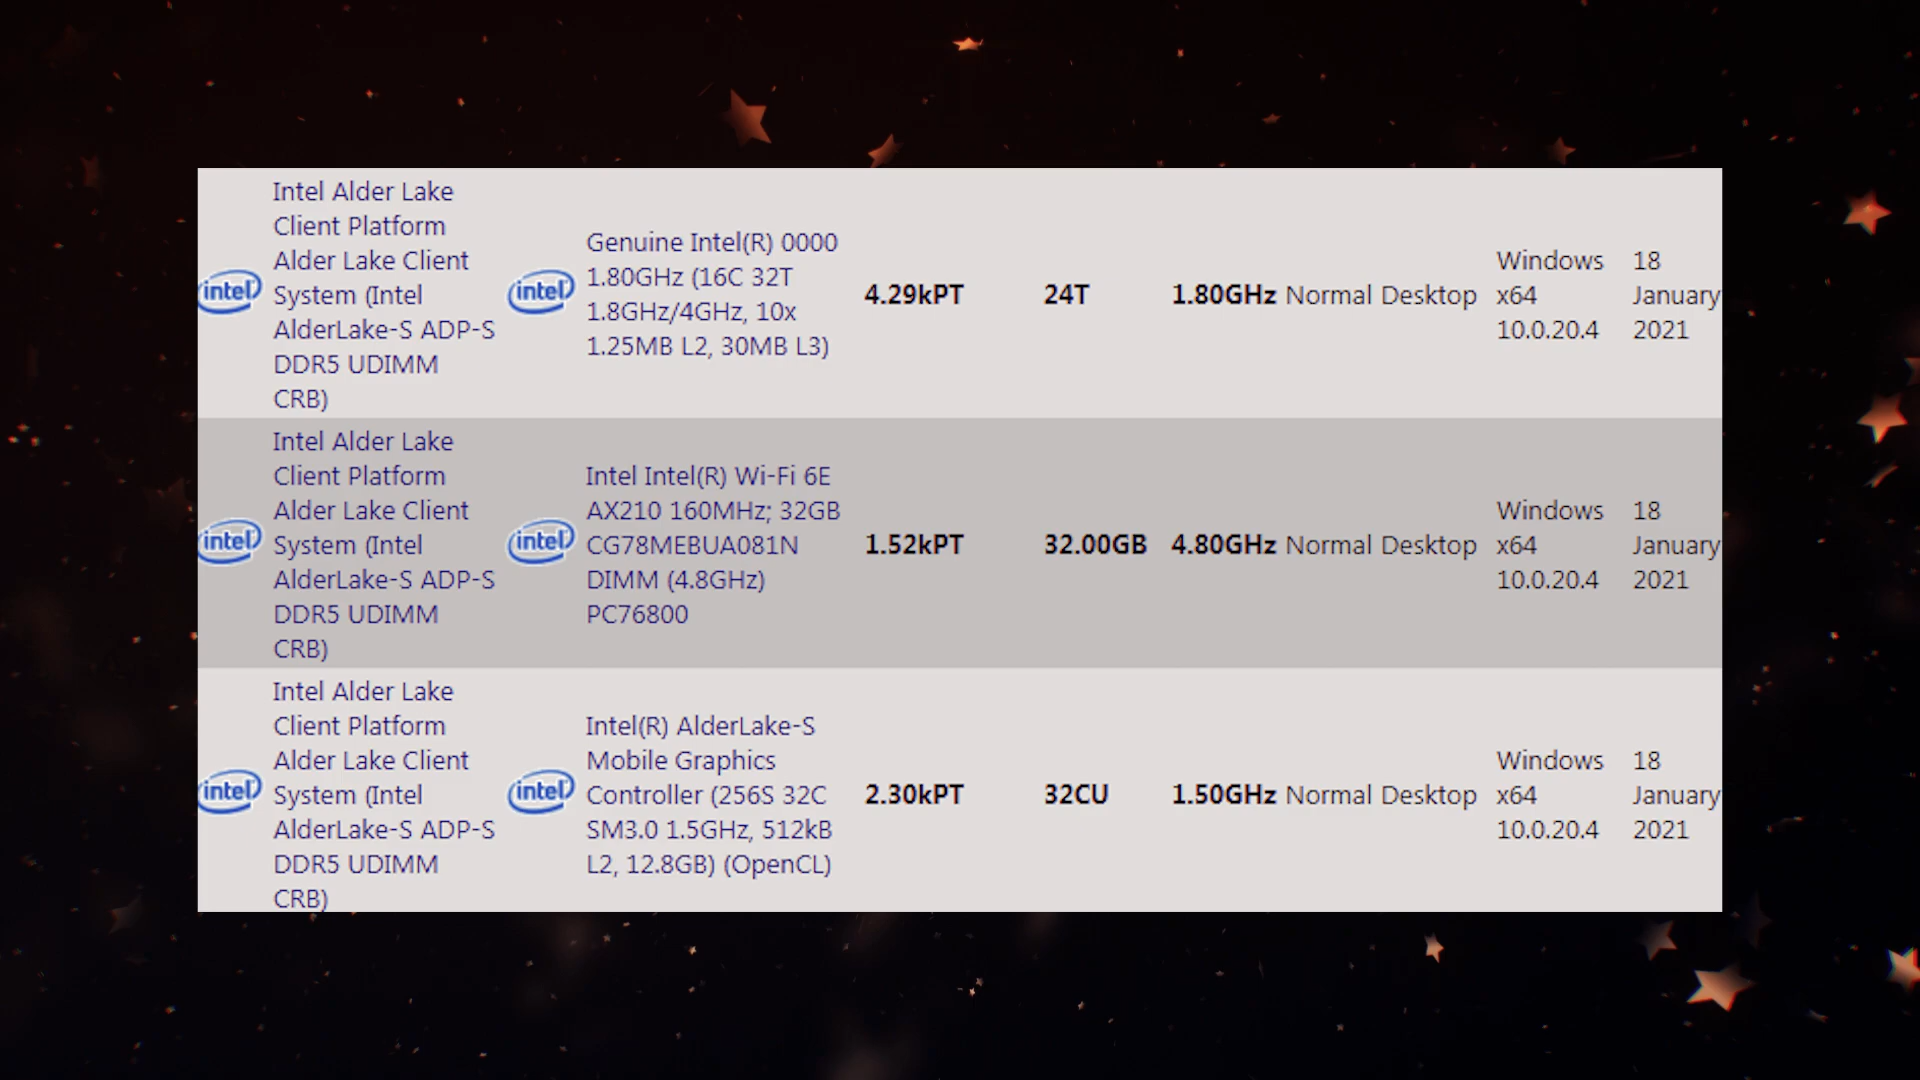 Intel Alder Lake
Client Platform
Alder Lake Client
System (Intel
AlderLake-S ADP-S
DDR5 UDIMM
CRB)
intel
intel
Genuine Intel(R) 0000
1.80GHz (16C 32T
1.8GHz/4GHz, 10x
1.25MB L2, 30MB L3)
4.29kPT
24T
1.80GHz Normal Desktop
Windows
x64
10.0.20.4
18
January
2021
Intel Alder Lake
Client Platform
Alder Lake Client
System (Intel
AlderLake-S ADP-S
DDR5 UDIMM
CRB)
intel
intel
Intel Intel(R) Wi-Fi 6E
AX210 160MHz; 32GB
CG78MEBUA081N
DIMM (4.8GHz)
PC76800
1.52kPT
32.00GB
4.80GHz Normal Desktop
Windows
x64
10.0.20.4
18
January
2021
Intel Alder Lake
Client Platform
Alder Lake Client
System (Intel
AlderLake-S ADP-S
DDR5 UDIMM
CRB)
intel
intel
Intel(R) AlderLake-S
Mobile Graphics
Controller (256S 32C
SM3.0 1.5GHz, 512kB
L2, 12.8GB) (OpenCL)
2.30kPT
32CU
1.50GHz Normal Desktop
Windows
x64
10.0.20.4
18
January
2021